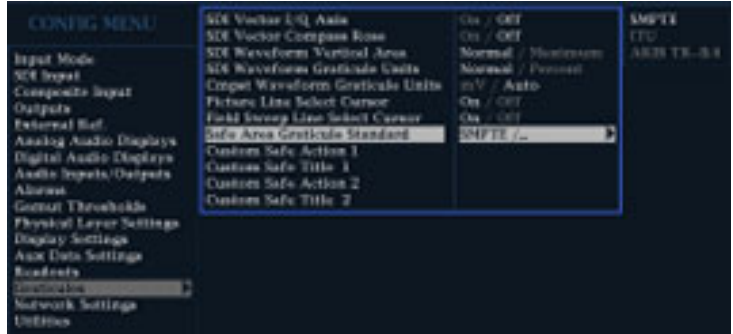 CONFIG MENU
Input Mode
SDI Input
Composite Input
Outputs
External Ref.
Analog Audio Displays
Digital Audio Displays
Audio Inputs/Outputs
Alarms
Gamut Thresholds
Physical Layer Settings
Display Settings
Aux Data Settings
Readouts
Graticules
Network Settings
Utilities
SDI Vector I/Q Axis On / Off
SDI Vector Compass Rose On / Off
SDI Waveform Vertical Area Normal / Maximum
SDI Waveform Graticule Units Normal / Percent
Cmpst Waveform Graticule Units mV / Auto
Picture Line Select Cursor On / Off
Field Sweep Line Select Cursor On / Off
Safe Area Graticule Standard SMPTE /...
Custom Safe Action 1
Custom Safe Title 1
Custom Safe Action 2
Custom Safe Title 2
SMPTE
ITU